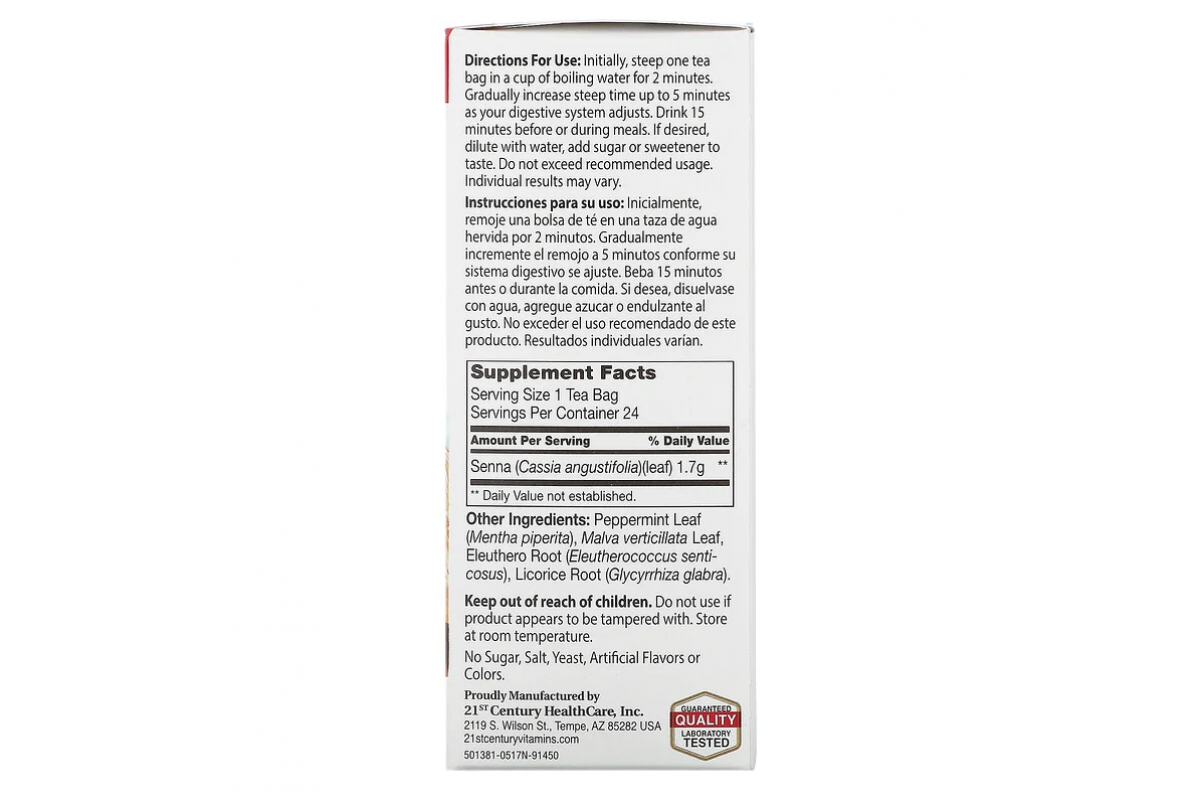 Directions For Use: Initially, steep one tea
bag in a cup of boiling water for 2 minutes.
Gradually increase steep time up to 5 minutes
as your digestive system adjusts. Drink 15
minutes before or during meals. If desired,
dilute with water, add sugar or sweetener to
taste. Do not exceed recommended usage.
Individual results may vary.
Instrucciones para su uso: Inicialmente,
remoje una bolsa de té en una taza de agua
hervida por 2 minutos. Gradualmente
incremente el remojo a 5 minutos conforme su
sistema digestivo se ajuste. Beba 15 minutos
antes o durante la comida. Si desea, disuelvase
con agua, agregue azucar o endulzante al
gusto. No exceder el uso recomendado de este
producto. Resultados individuales varían.
Supplement Facts
Serving Size 1 Tea Bag
Servings Per Container 24
Amount Per Serving % Daily Value
Senna (Cassia angustifolia)(leaf) 1.7g **
** Daily Value not established.
Other Ingredients: Peppermint Leaf
(Mentha piperita), Malva verticillata Leaf,
Eleuthero Root (Eleutherococcus senti-
cosus), Licorice Root (Glycyrrhiza glabra).
Keep out of reach of children. Do not use if
product appears to be tampered with. Store
at room temperature.
No Sugar, Salt, Yeast, Artificial Flavors or
Colors.
Proudly Manufactured by
21ST Century HealthCare, Inc.
2119 S. Wilson St., Tempe, AZ 85282 USA
21stcenturyvitamins.com
501381-0517N-91450
GUARANTEED
QUALITY
LABORATORY
TESTED